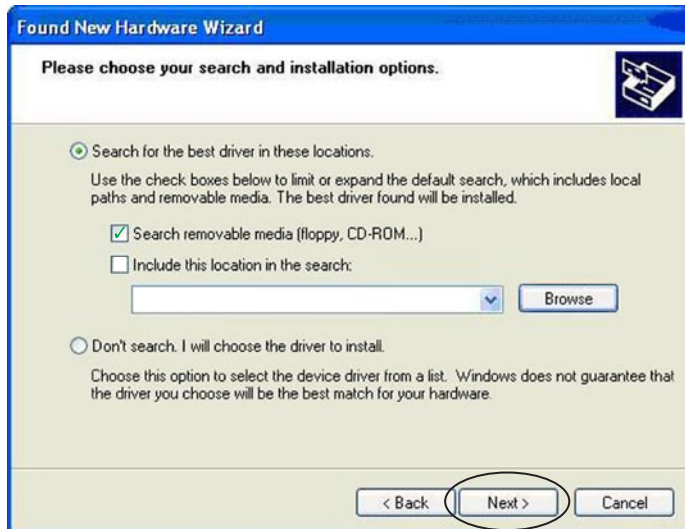 Found New Hardware Wizard
Please choose your search and installation options.
Search for the best driver in these locations.
Use the check boxes below to limit or expand the default search, which includes local
paths and removable media. The best driver found will be installed.
Search removable media (floppy, CD-ROM...)
Include this location in the search:
Browse
Don't search. I will choose the driver to install.
Choose this option to select the device driver from a list. Windows does not guarantee that
the driver you choose will be the best match for your hardware.
< Back Next > Cancel